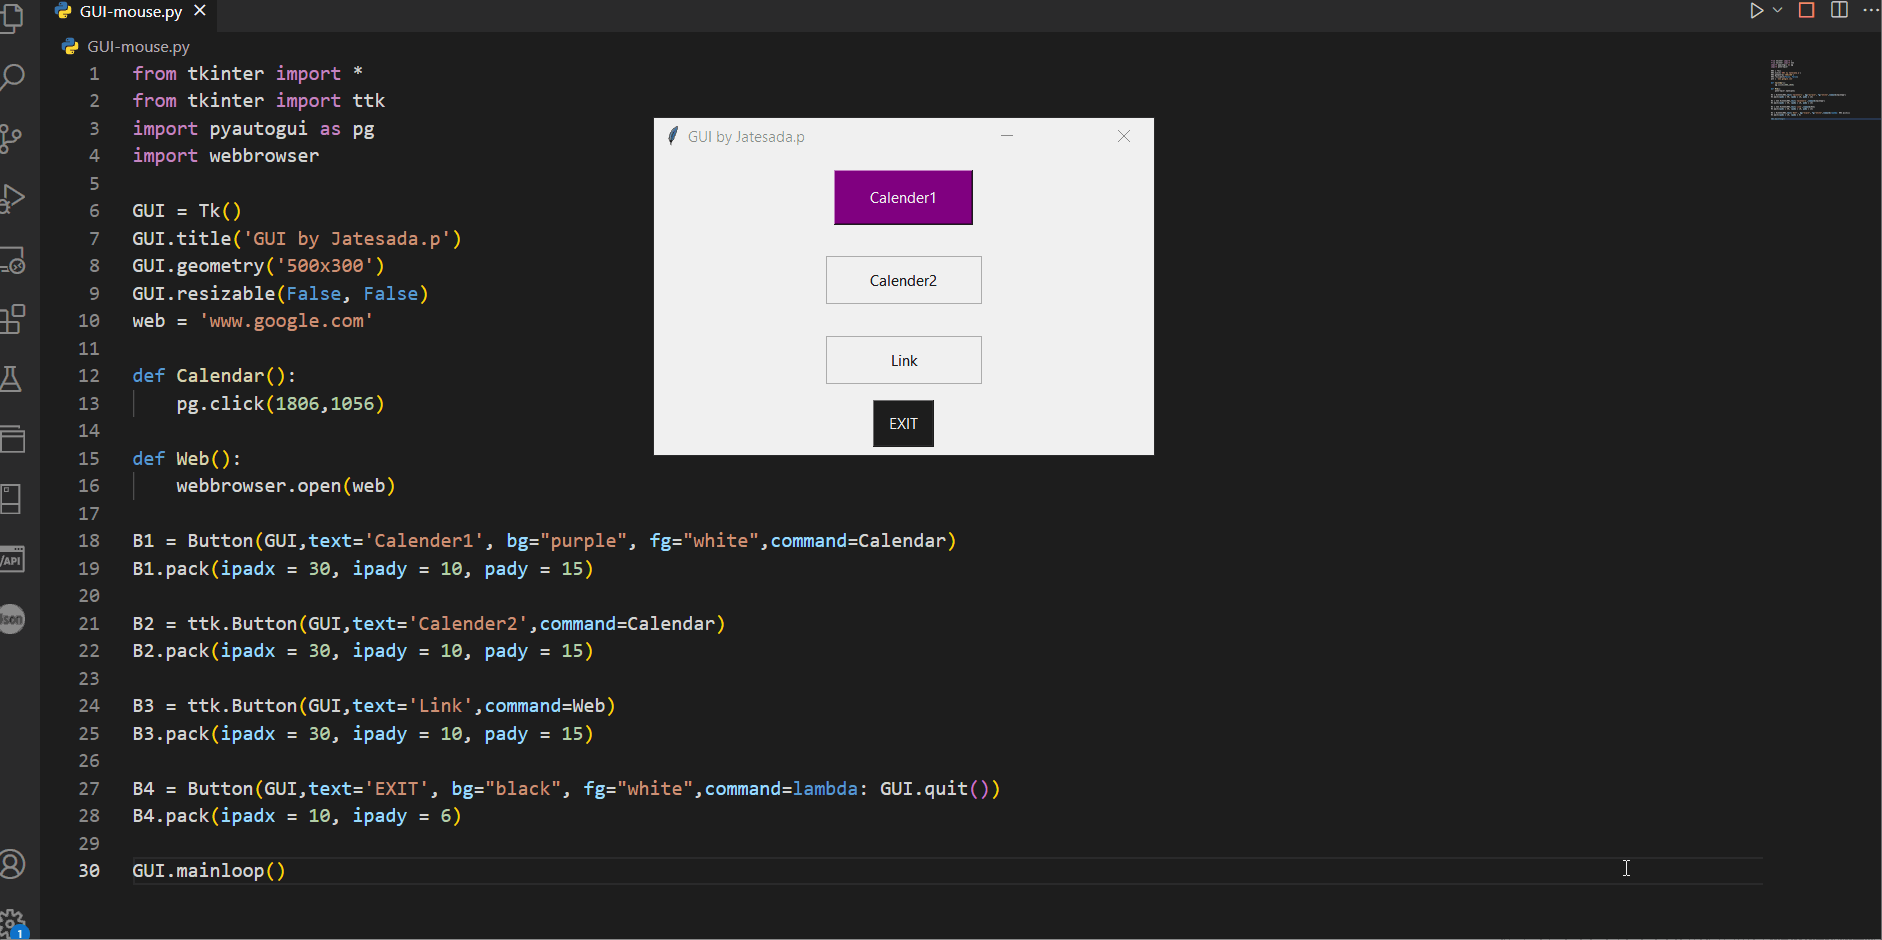 GUI-mouse.py
GUI-mouse.py
1 from tkinter import *
2 from tkinter import ttk
3 import pyautogui as pg
4 import webbrowser
5
6 GUI = Tk()
7 GUI.title('GUI by Jatesada.p')
8 GUI.geometry('500x300')
9 GUI.resizable(False, False)
10 web = 'www.google.com'
11
12 def Calendar():
13     pg.click(1806,1056)
14
15 def Web():
16     webbrowser.open(web)
17
18 B1 = Button(GUI,text='Calender1', bg="purple", fg="white",command=Calendar)
19 B1.pack(ipadx = 30, ipady = 10, pady = 15)
20
21 B2 = ttk.Button(GUI,text='Calender2',command=Calendar)
22 B2.pack(ipadx = 30, ipady = 10, pady = 15)
23
24 B3 = ttk.Button(GUI,text='Link',command=Web)
25 B3.pack(ipadx = 30, ipady = 10, pady = 15)
26
27 B4 = Button(GUI,text='EXIT', bg="black", fg="white",command=lambda: GUI.quit())
28 B4.pack(ipadx = 10, ipady = 6)
29
30 GUI.mainloop()
GUI by Jatesada.p
Calender1
Calender2
Link
EXIT
/API
json
1